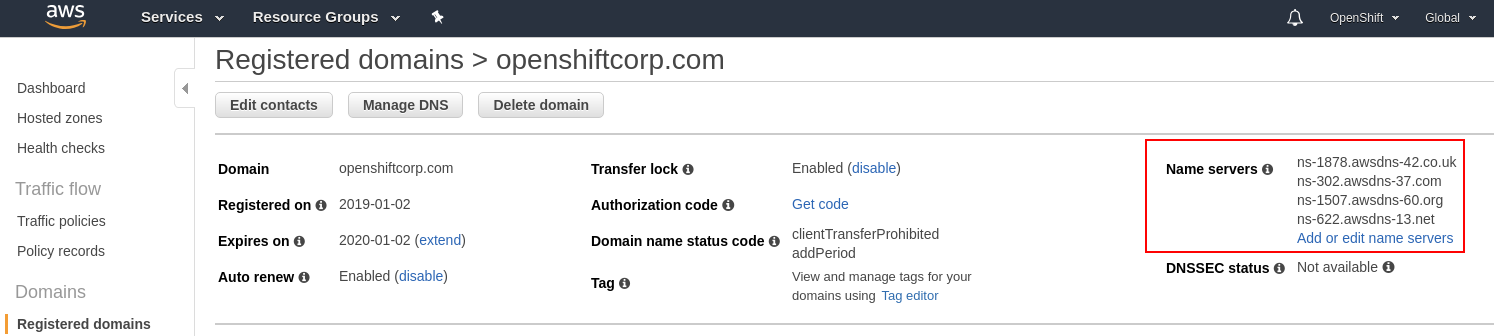 aws Services Resource Groups OpenShift Global
Registered domains > openshiftcorp.com
Dashboard
Hosted zones
Health checks
Traffic flow
Traffic policies
Policy records
Domains
Registered domains
Edit contacts Manage DNS Delete domain
Domain openshiftcorp.com
Registered on 2019-01-02
Expires on 2020-01-02 (extend)
Auto renew Enabled (disable)
Transfer lock Enabled (disable)
Authorization code Get code
Domain name status code clientTransferProhibited
addPeriod
Tag View and manage tags for your
domains using Tag editor
Name servers ns-1878.awsdns-42.co.uk
ns-302.awsdns-37.com
ns-1507.awsdns-60.org
ns-622.awsdns-13.net
Add or edit name servers
DNSSEC status Not available